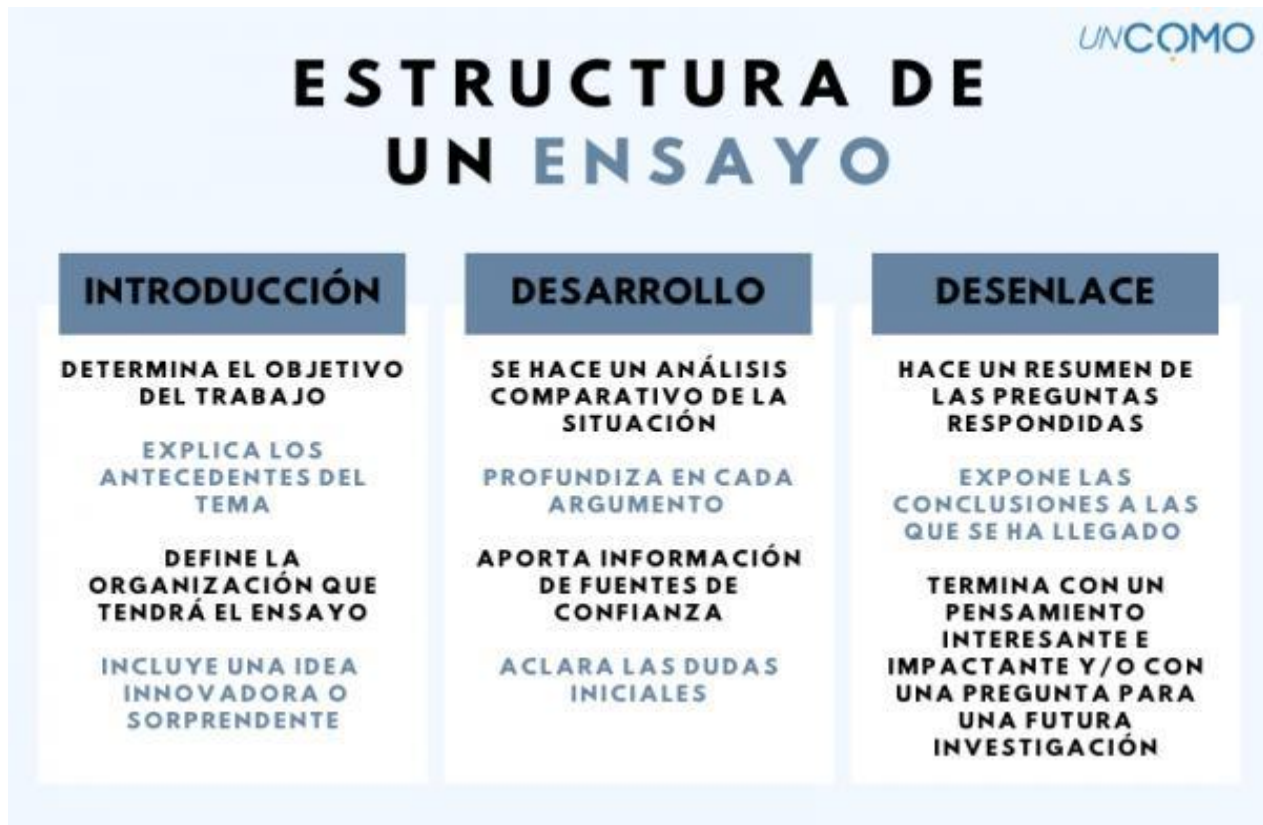 UNCOMO
ESTRUCTURA DE
UN ENSAYO
INTRODUCCIÓN
DETERMINA EL OBJETIVO
DEL TRABAJO
EXPLICA LOS
ANTECEDENTES DEL
TEMA
DEFINE LA
ORGANIZACIÓN QUE
TENDRÁ EL ENSAYO
INCLUYE UNA IDEA
INNOVADORA O
SORPRENDENTE
DESARROLLO
SE HACE UN ANÁLISIS
COMPARATIVO DE LA
SITUACIÓN
PROFUNDIZA EN CADA
ARGUMENTO
APORTA INFORMACIÓN
DE FUENTES DE
CONFIANZA
ACLARA LAS DUDAS
INICIALES
DESENLACE
HACE UN RESUMEN DE
LAS PREGUNTAS
RESPONDIDAS
EXPONE LAS
CONCLUSIONES A LAS
QUE SE HA LLEGADO
TERMINA CON UN
PENSAMIENTO
INTERESANTE E
IMPACTANTE Y/O CON
UNA PREGUNTA PARA
UNA FUTURA
INVESTIGACIÓN